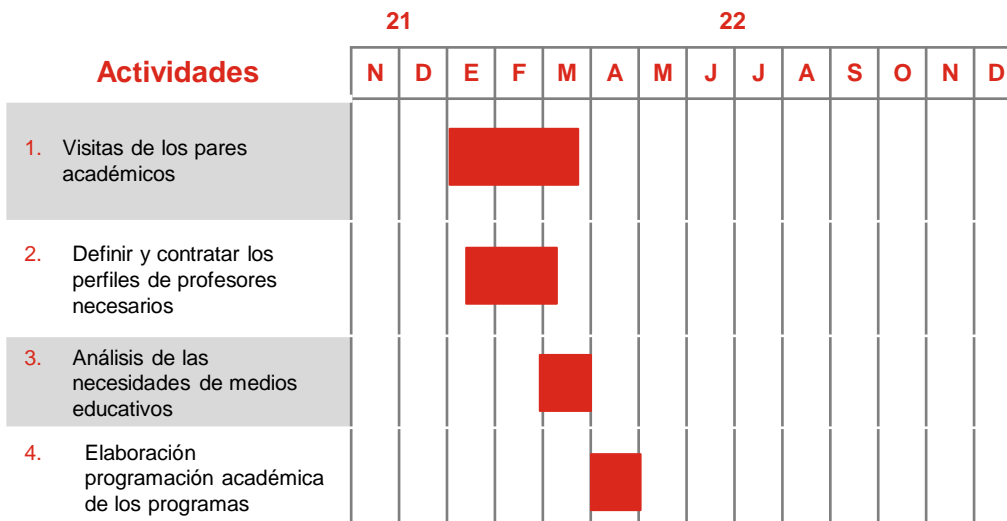 21 22
Actividades N D E F M A M J J A S O N D
1. Visitas de los pares
académicos
2. Definir y contratar los
perfiles de profesores
necesarios
3. Análisis de las
necesidades de medios
educativos
4. Elaboración
programación académica
de los programas